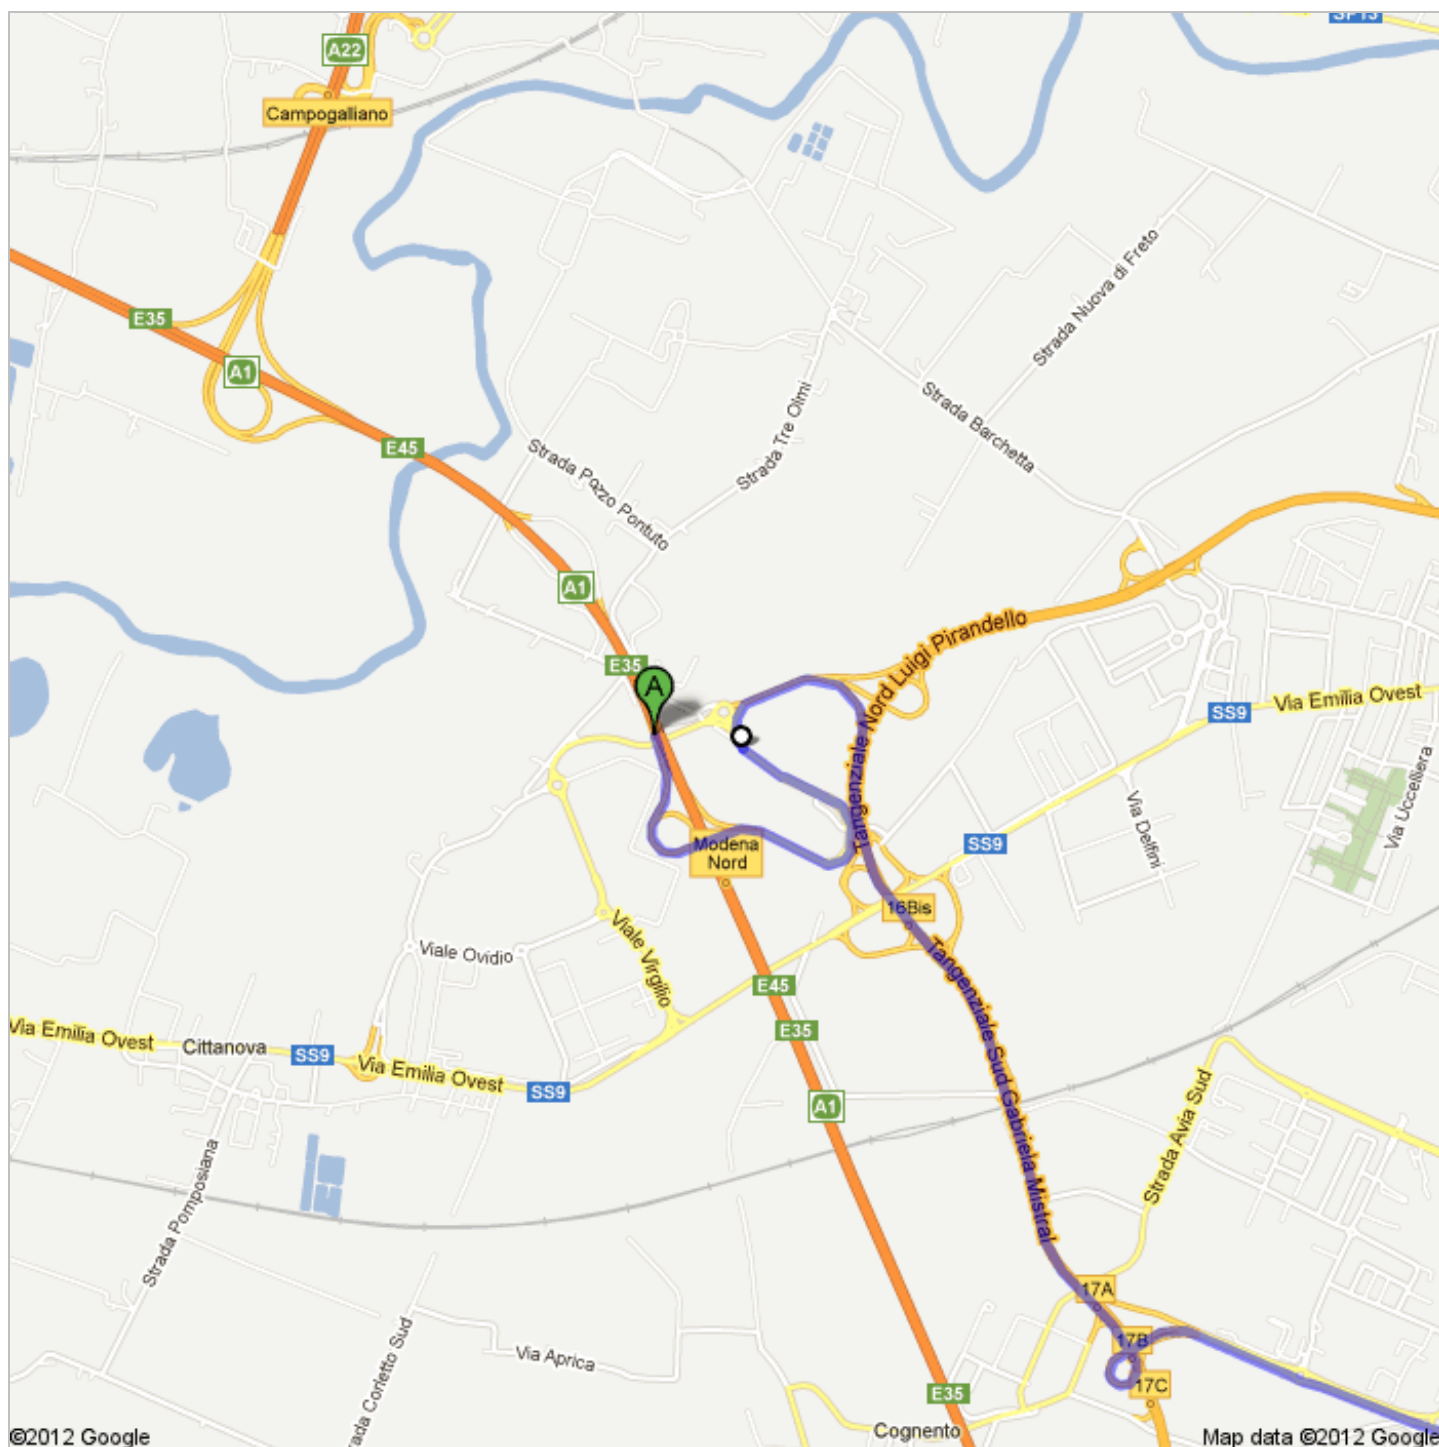 SP13
A22
Campogalliano
E35
A1
E45
Strada Nuova di Freto
Strada Barchetta
Strada Tre Olmi
Strada Pozzo Pontuto
A1
E35
A
Tangenziale Nord Luigi Pirandello
Via Emilia Ovest
SS9
Via Uccelliera
Via Delfini
SS9
Modena
Nord
16Bis
Viale Ovidio
Viale Virgilio
E45
E35
A1
Tangenziale Sud Gabriela Mistral
Via Emilia Ovest
Cittanova
SS9
Via Emilia Ovest
SS9
Strada Avia Sud
Strada Pomposiana
17A
17B
17C
Via Aprica
rada Corletto Sud
E35
Cognento
©2012 Google
Map data ©2012 Google